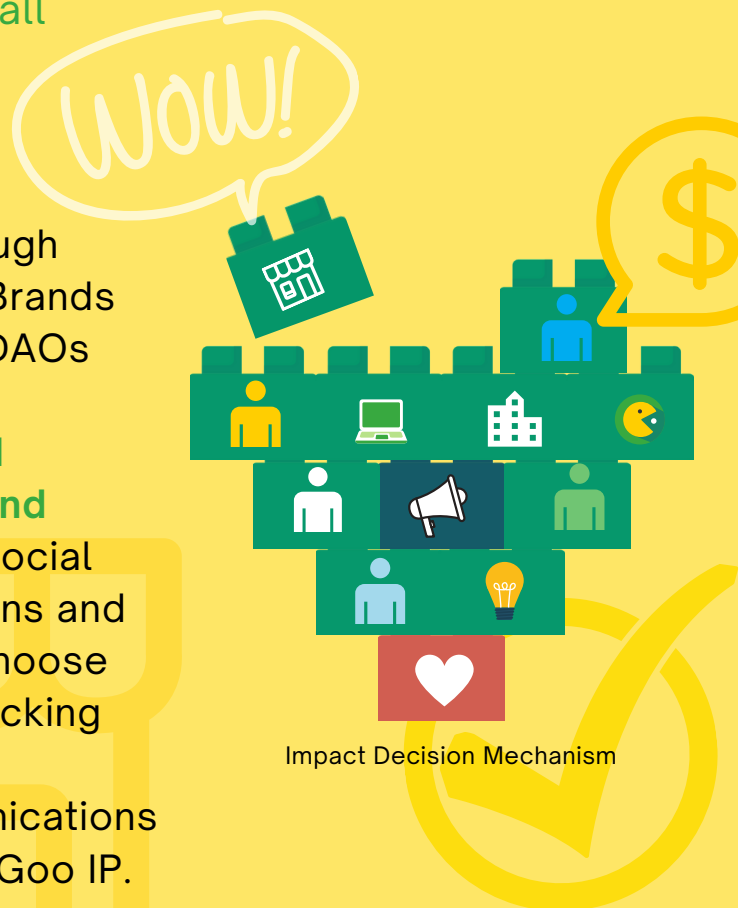 all
WOW!
$
ugh
Brands
DAOs
nd
ocial
ns and
hoose
cking
Impact Decision Mechanism
nications
Goo IP.